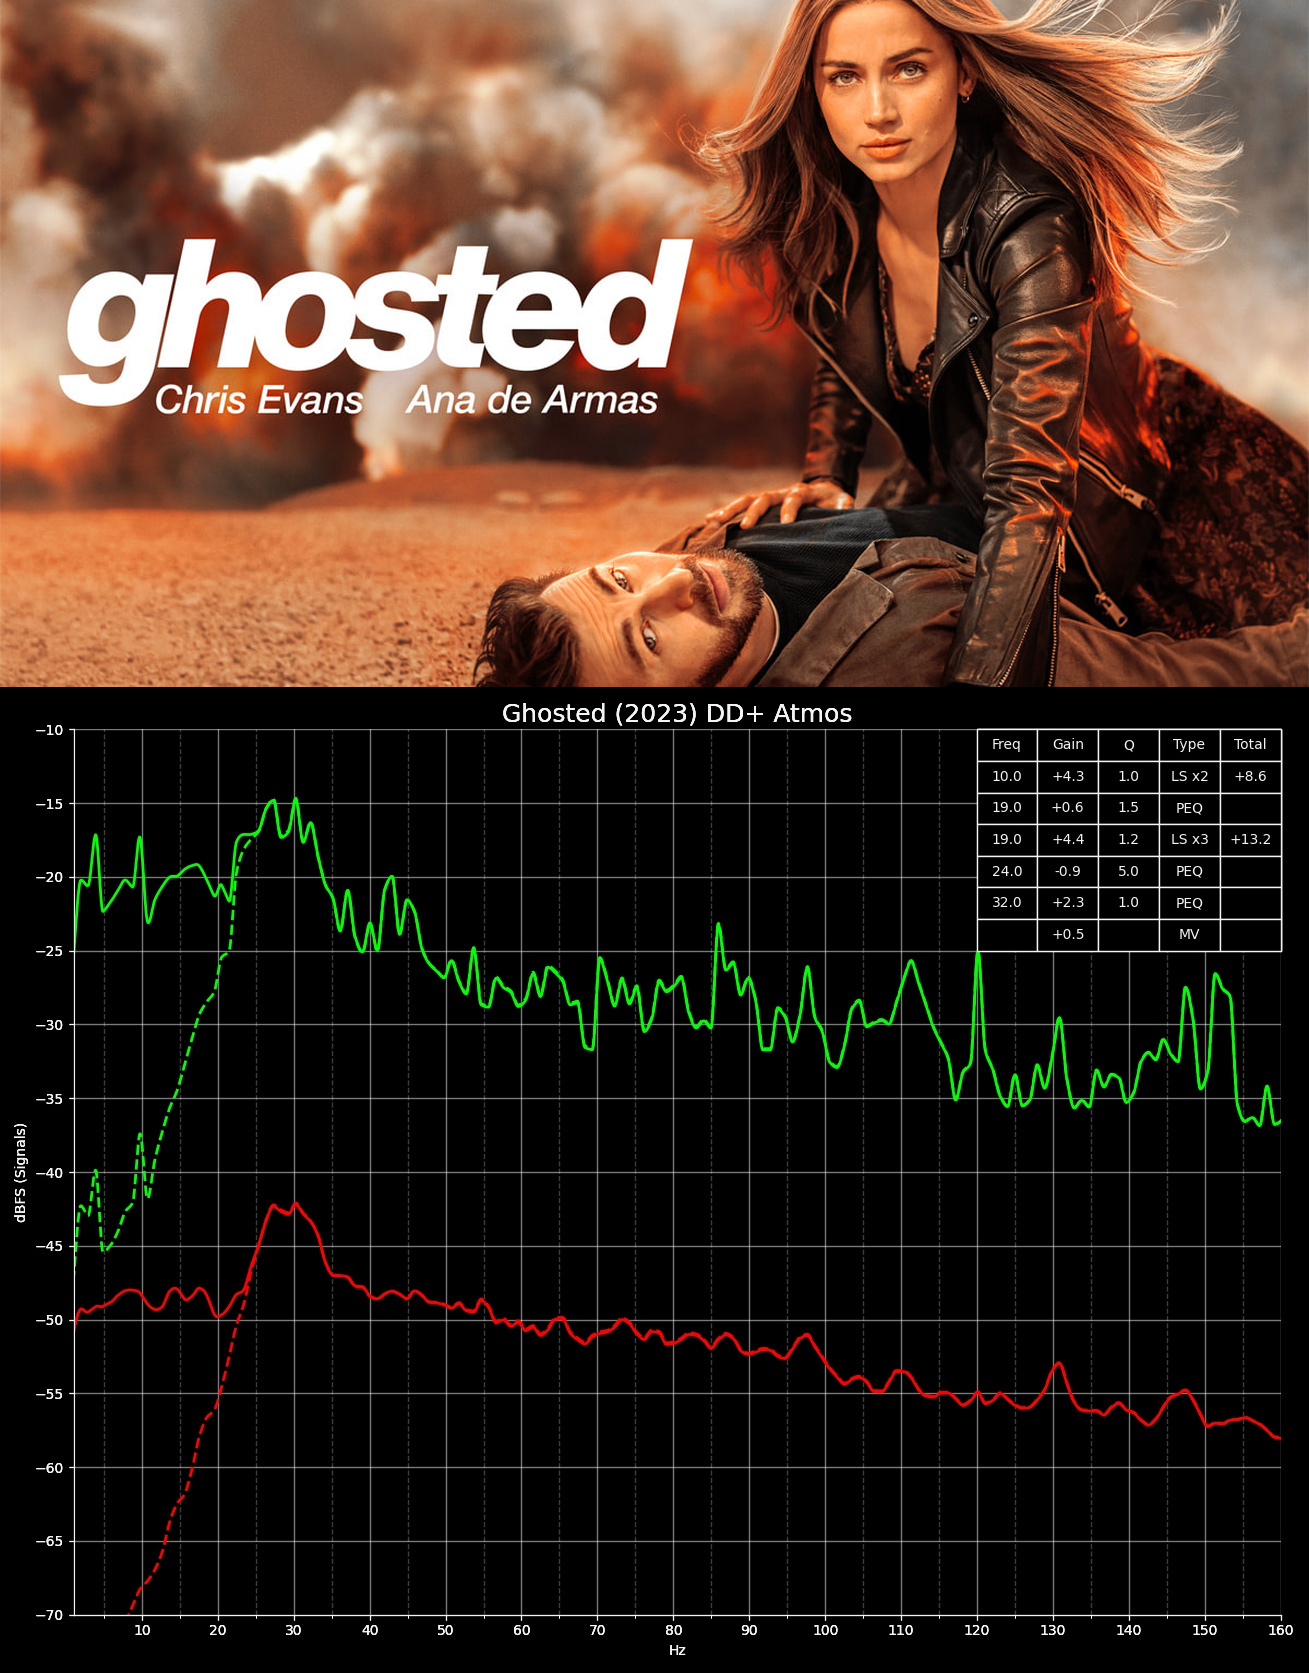 ghosted
Chris Evans Ana de Armas
Ghosted (2023) DD+ Atmos
Freq Gain Q Type Total
10.0 +4.3 1.0 LS x2 +8.6
19.0 +0.6 1.5 PEQ
19.0 +4.4 1.2 LS x3 +13.2
24.0 -0.9 5.0 PEQ
32.0 +2.3 1.0 PEQ
+0.5 MV
−10
−15
−20
−25
−30
−35
−40
−45
−50
−55
−60
−65
−70
dBFS (Signals)
10 20 30 40 50 60 70 80 90 100 110 120 130 140 150 160
Hz